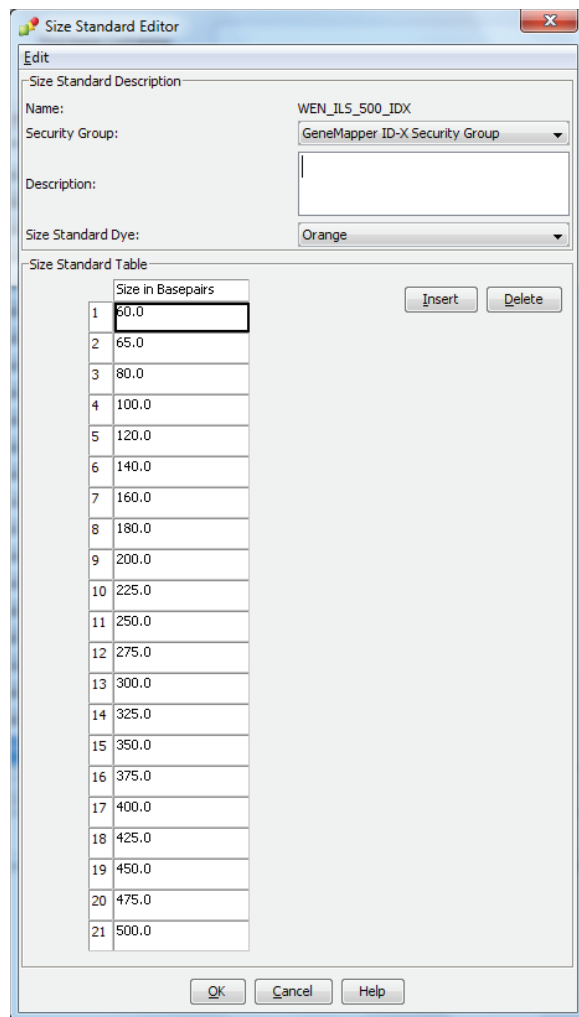 Size Standard Editor
x
Edit
Size Standard Description
Name: WEN_ILS_500_IDX
Security Group: GeneMapper ID-X Security Group
Description:
Size Standard Dye: Orange
Size Standard Table
Size in Basepairs Insert Delete
1 60.0
2 65.0
3 80.0
4 100.0
5 120.0
6 140.0
7 160.0
8 180.0
9 200.0
10 225.0
11 250.0
12 275.0
13 300.0
14 325.0
15 350.0
16 375.0
17 400.0
18 425.0
19 450.0
20 475.0
21 500.0
OK Cancel Help